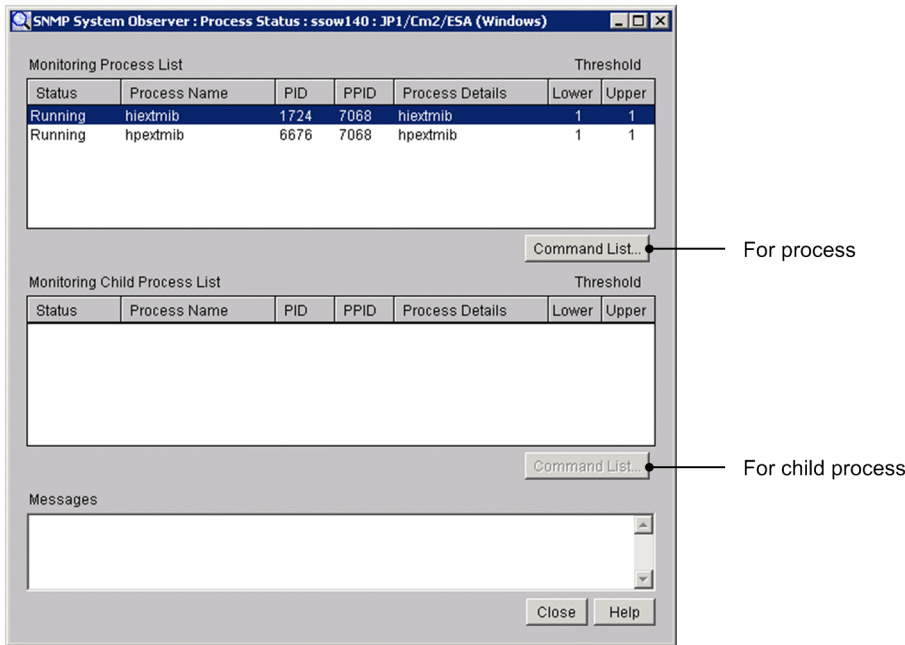 SNMP System Observer : Process Status : ssow140 : JP1/Cm2/ESA (Windows)
Monitoring Process List Threshold
Status Process Name PID PPID Process Details Lower Upper
Running hiextmib 1724 7068 hiextmib 1 1
Running hpextmib 6676 7068 hpextmib 1 1
Command List... For process
Monitoring Child Process List Threshold
Status Process Name PID PPID Process Details Lower Upper
Command List... For child process
Messages
Close Help